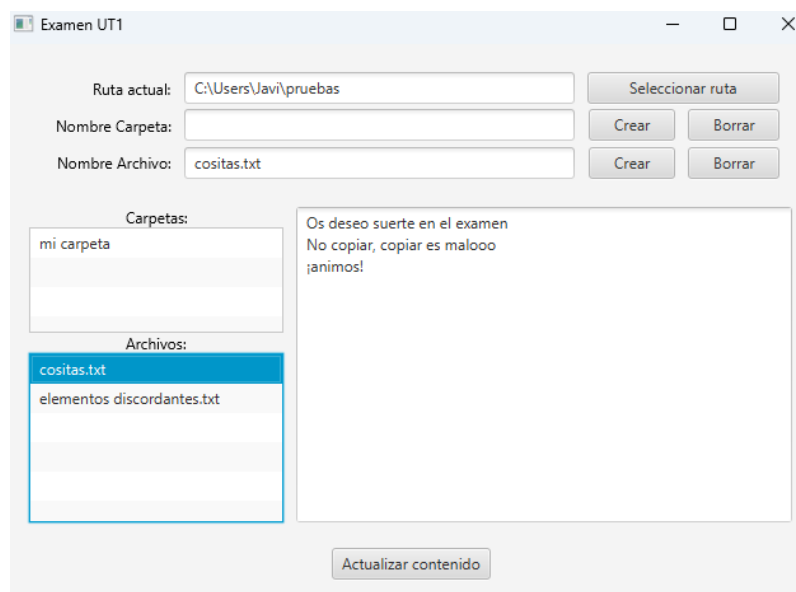 Examen UT1
Ruta actual: C:\Users\Javi\pruebas Seleccionar ruta
Nombre Carpeta: Crear Borrar
Nombre Archivo: cositas.txt Crear Borrar
Carpetas:
mi carpeta
Archivos:
cositas.txt
elementos discordantes.txt
Os deseo suerte en el examen
No copiar, copiar es malooo
¡animos!
Actualizar contenido